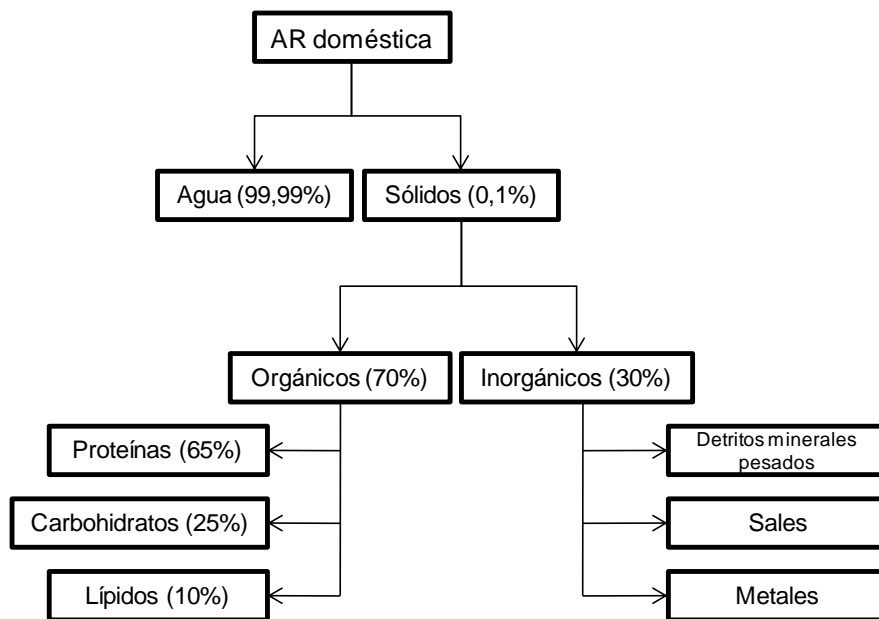 AR doméstica
Agua (99,99%)
Sólidos (0,1%)
Orgánicos (70%)
Inorgánicos (30%)
Proteínas (65%)
Detritos minerales
pesados
Carbohidratos (25%)
Sales
Lípidos (10%)
Metales